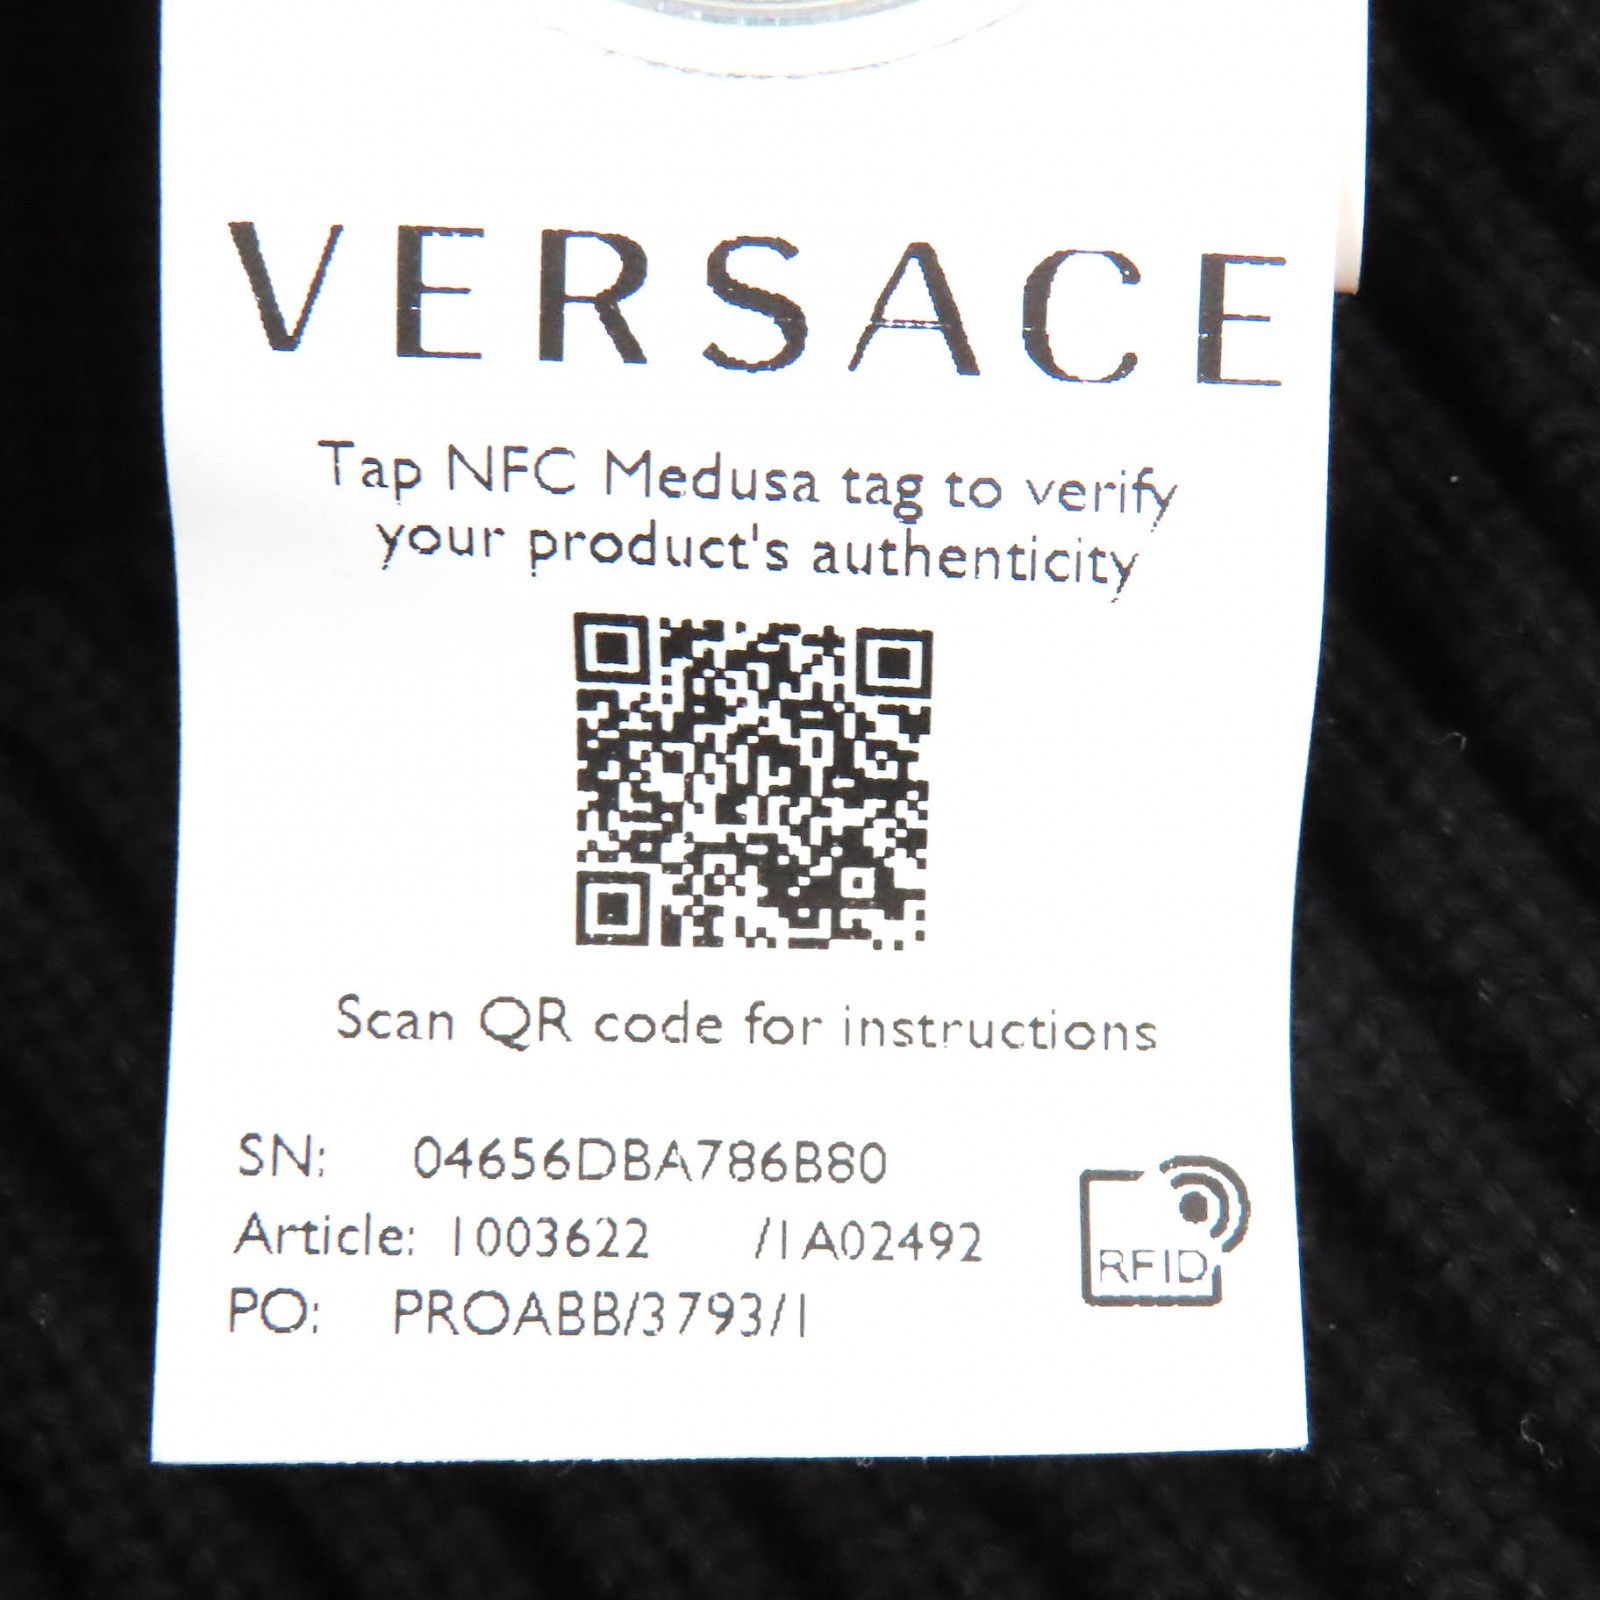 VERSACE
Tap NFC Medusa tag to verify
your product's authenticity
Scan QR code for instructions
SN: 04656DBA786B80
Article: 1003622 /1A02492
PO: PROABB/3793/1
RFID